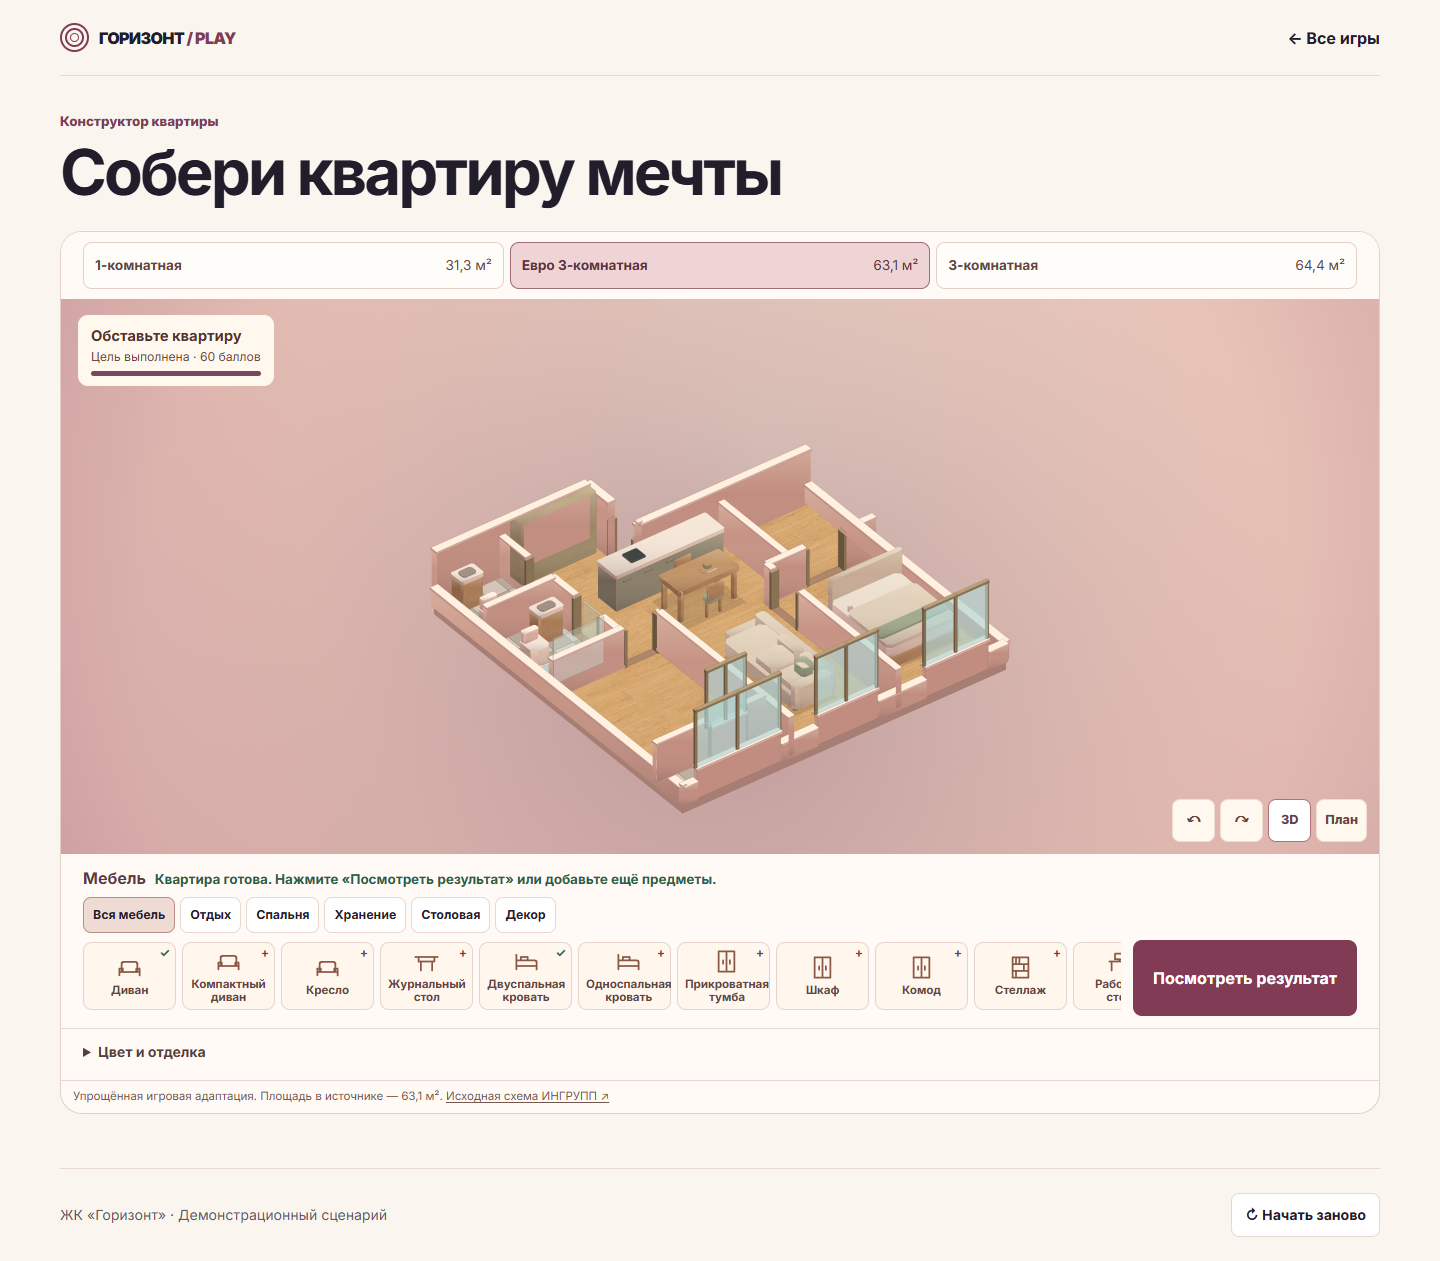 ГОРИЗОНТ / PLAY
← Все игры
Конструктор квартиры
Собери квартиру мечты
1-комнатная 31,3 м²
Евро 3-комнатная 63,1 м²
3-комнатная 64,4 м²
Обставьте квартиру
Цель выполнена · 60 баллов
3D
План
Мебель Квартира готова. Нажмите «Посмотреть результат» или добавьте ещё предметы.
Вся мебель
Отдых
Спальня
Хранение
Столовая
Декор
Диван
Компактный
диван
Кресло
Журнальный
стол
Двуспальная
кровать
Односпальная
кровать
Прикроватная
тумба
Шкаф
Комод
Стеллаж
Рабо
сто
Посмотреть результат
Цвет и отделка
Упрощённая игровая адаптация. Площадь в источнике — 63,1 м². Исходная схема ИНГРУПП ↗
ЖК «Горизонт» · Демонстрационный сценарий
↻ Начать заново